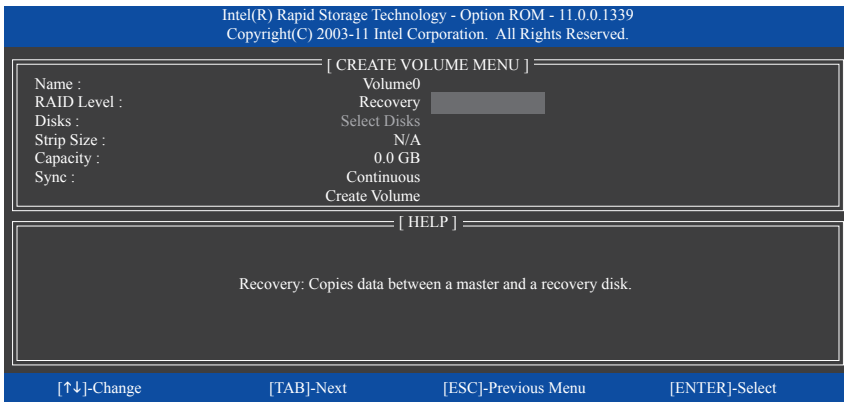 Intel(R) Rapid Storage Technology - Option ROM - 11.0.0.1339
Copyright(C) 2003-11 Intel Corporation. All Rights Reserved.
[ CREATE VOLUME MENU ]
Name : Volume0
RAID Level : Recovery
Disks : Select Disks
Strip Size : N/A
Capacity : 0.0 GB
Sync : Continuous
Create Volume
[ HELP ]
Recovery: Copies data between a master and a recovery disk.
[↑↓]-Change [TAB]-Next [ESC]-Previous Menu [ENTER]-Select